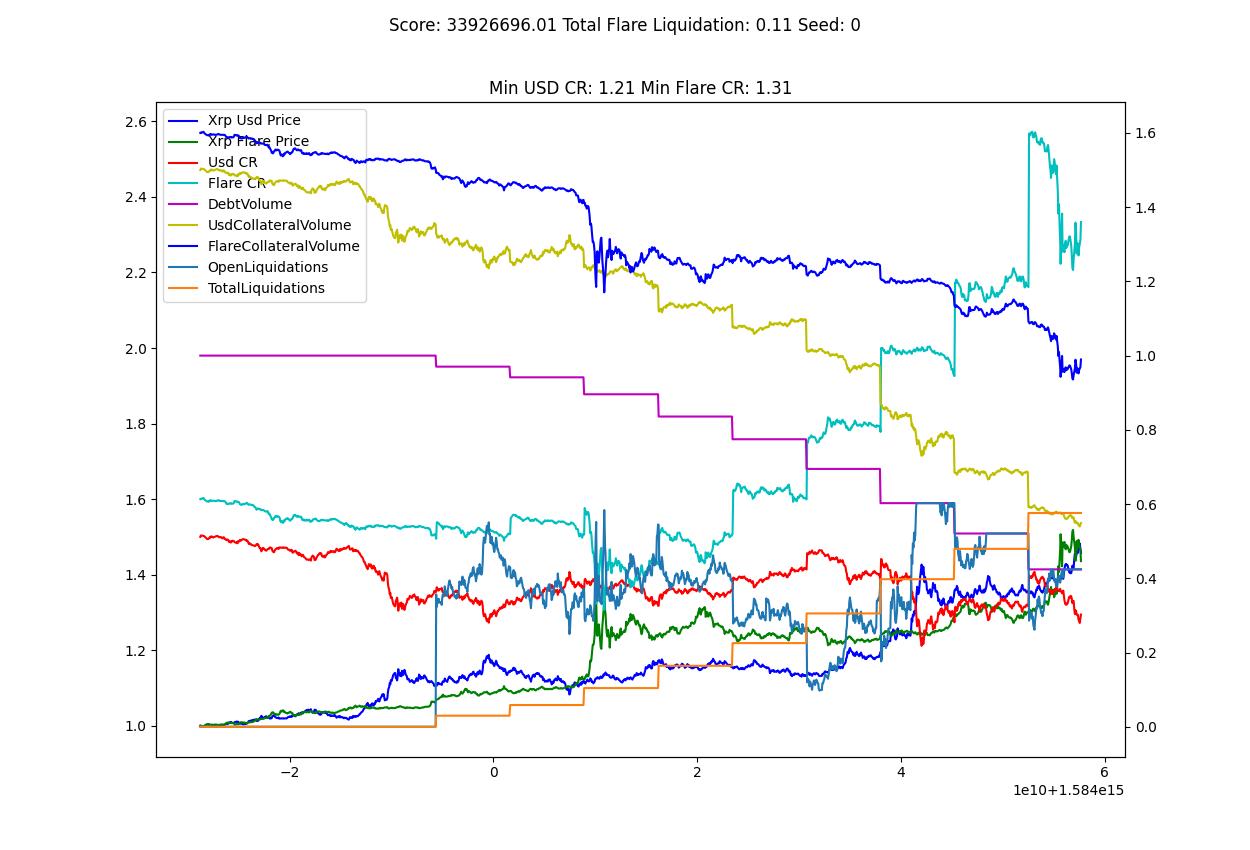 Score: 33926696.01 Total Flare Liquidation: 0.11 Seed: 0
Min USD CR: 1.21 Min Flare CR: 1.31
Xrp Usd Price
Xrp Flare Price
Usd CR
Flare CR
DebtVolume
UsdCollateralVolume
FlareCollateralVolume
OpenLiquidations
TotalLiquidations
2.6
2.4
2.2
2.0
1.8
1.6
1.4
1.2
1.0
1.6
1.4
1.2
1.0
0.8
0.6
0.4
0.2
0.0
−2 0 2 4 6
1e10+1.584e15